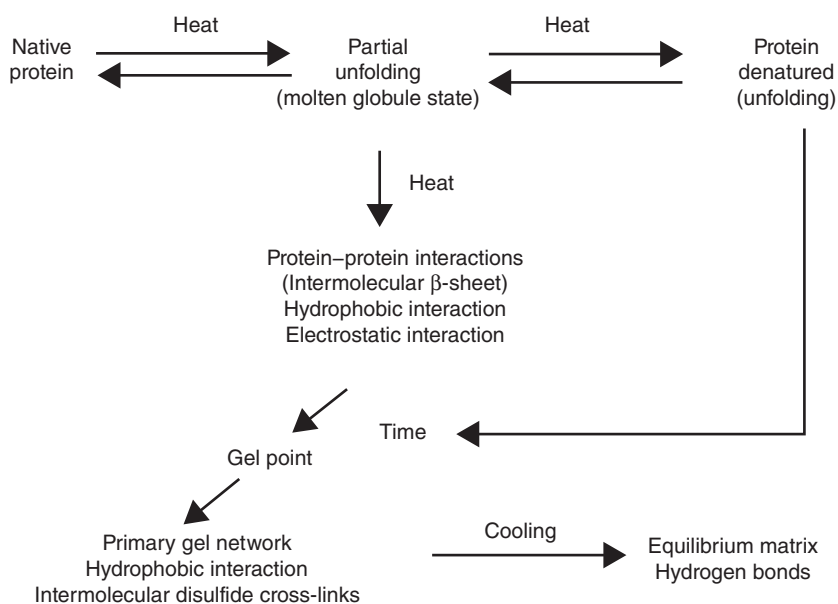 Heat
Heat
Native
protein
Partial
unfolding
(molten globule state)
Protein
denatured
(unfolding)
Heat
Protein–protein interactions
(Intermolecular β-sheet)
Hydrophobic interaction
Electrostatic interaction
Time
Gel point
Primary gel network
Hydrophobic interaction
Intermolecular disulfide cross-links
Cooling
Equilibrium matrix
Hydrogen bonds